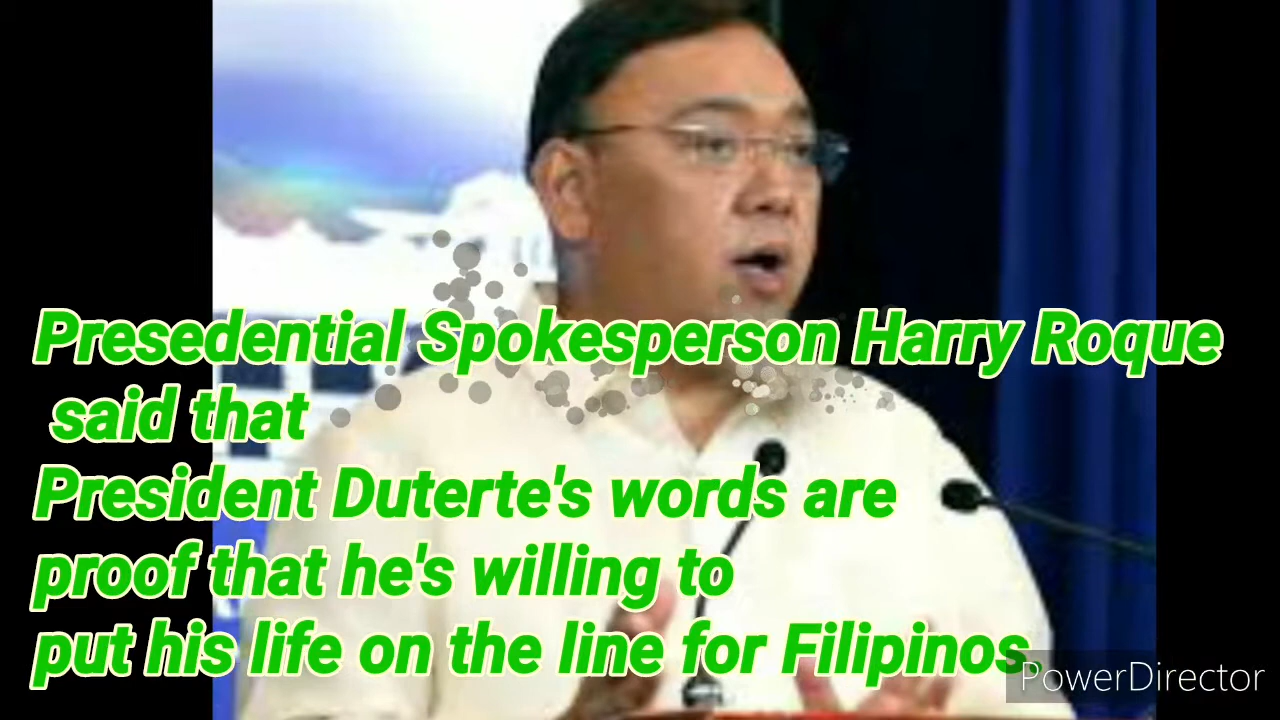 Presedential Spokesperson Harry Roque
said that
President Duterte's words are
proof that he's willing to
put his life on the line for Filipinos.
PowerDirector